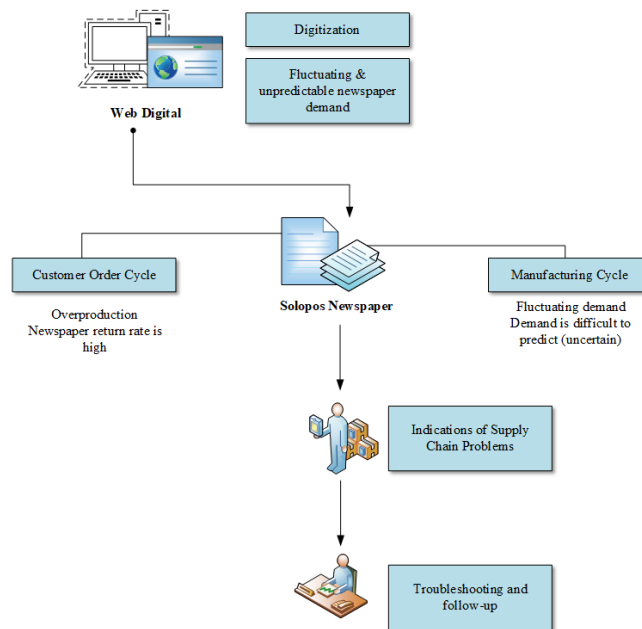 Digitization
Fluctuating &
unpredictable newspaper
demand
Web Digital
Customer Order Cycle
Overproduction
Newspaper return rate is
high
Solopos Newspaper
Manufacturing Cycle
Fluctuating demand
Demand is difficult to
predict (uncertain)
Indications of Supply
Chain Problems
Troubleshooting and
follow-up